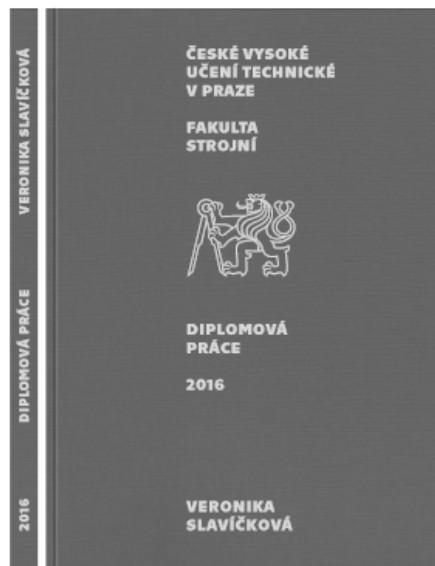 VERONIKA SLAVÍČKOVÁ
DIPLOMOVÁ PRÁCE
2016
ČESKÉ VYSOKÉ
UČENÍ TECHNICKÉ
V PRAZE
FAKULTA
STROJNÍ
DIPLOMOVÁ
PRÁCE
2016
VERONIKA
SLAVÍČKOVÁ